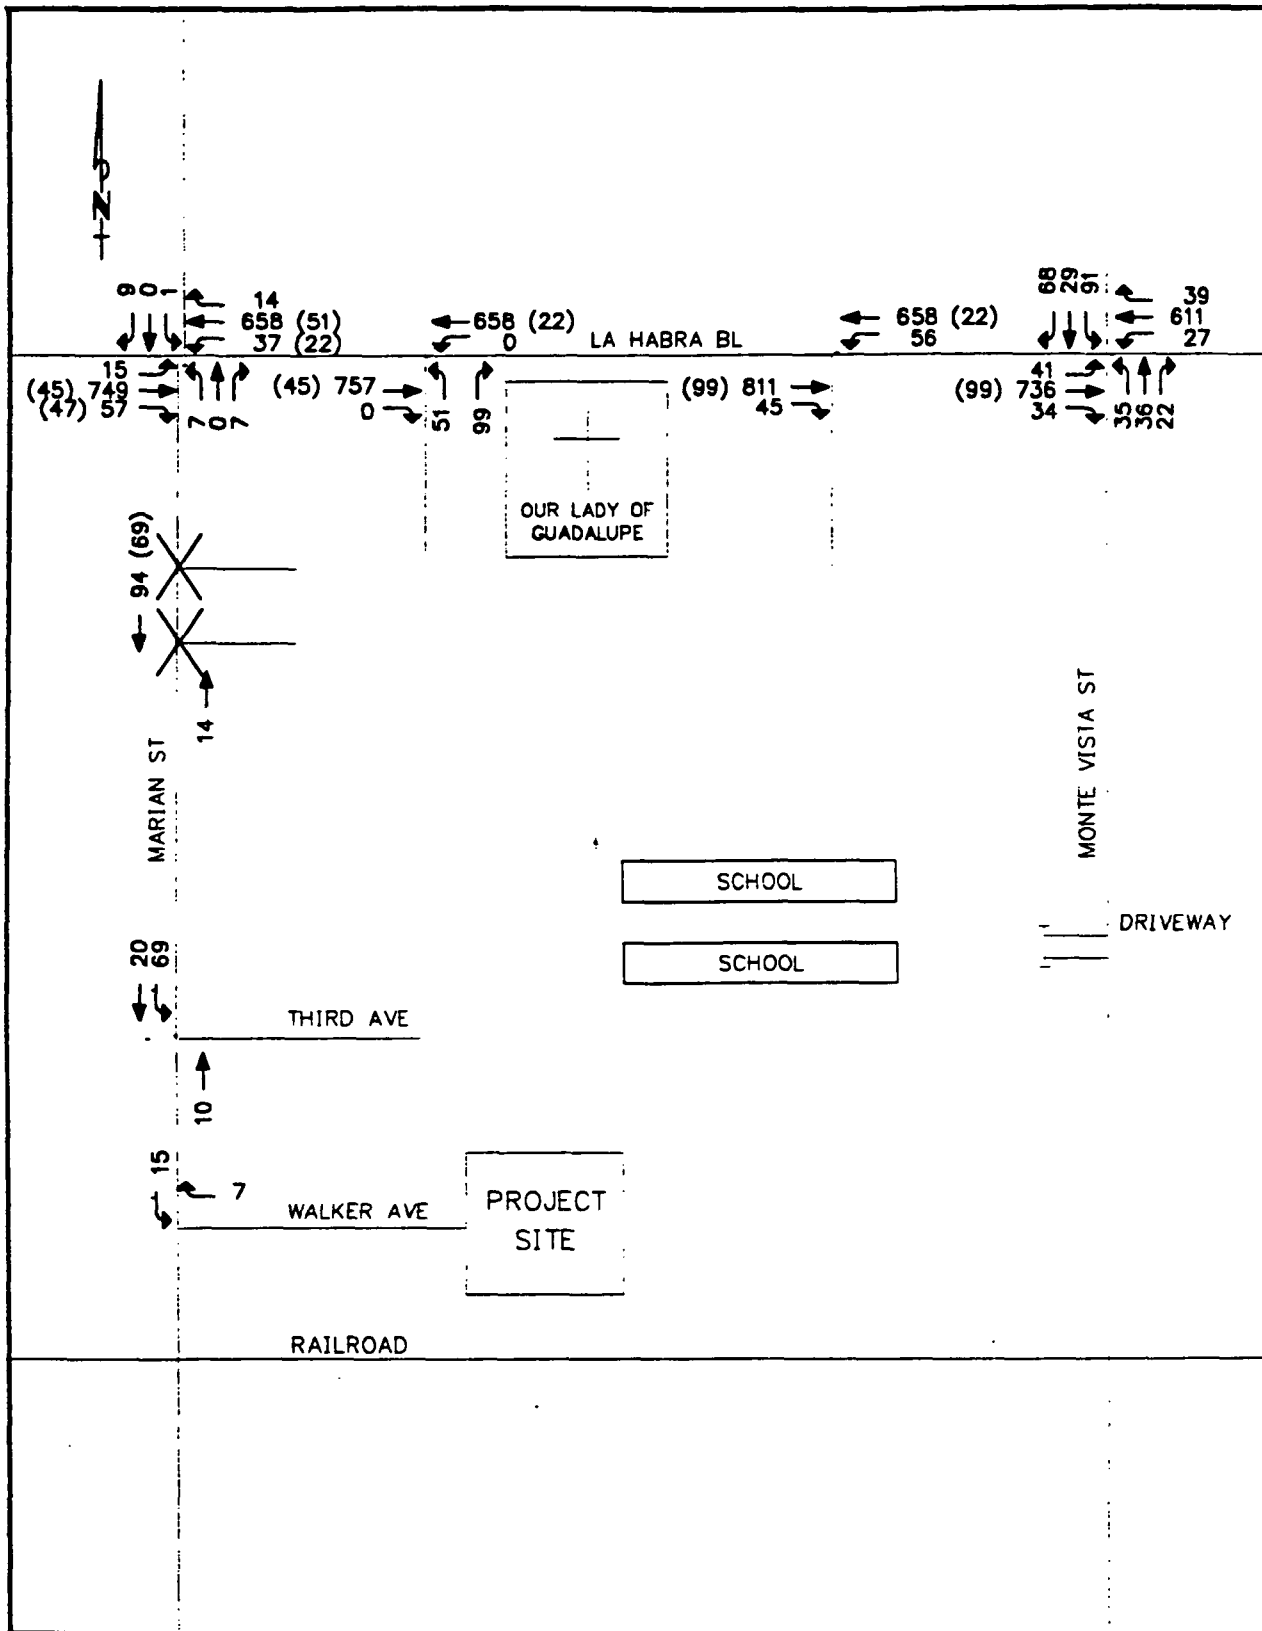 N
9
0
1
14
658 (51)
37 (22)
658 (22)
0
LA HABRA BL
658 (22)
56
68
29
91
39
611
27
15
(45) 749
(47) 57
7
0
7
(45) 757
0
51
99
(99) 811
45
41
(99) 736
34
35
36
22
OUR LADY OF
GUADALUPE
94 (69)
14
MARIAN ST
MONTE VISTA ST
SCHOOL
SCHOOL
DRIVEWAY
20
69
THIRD AVE
10
15
7
WALKER AVE
PROJECT
SITE
RAILROAD